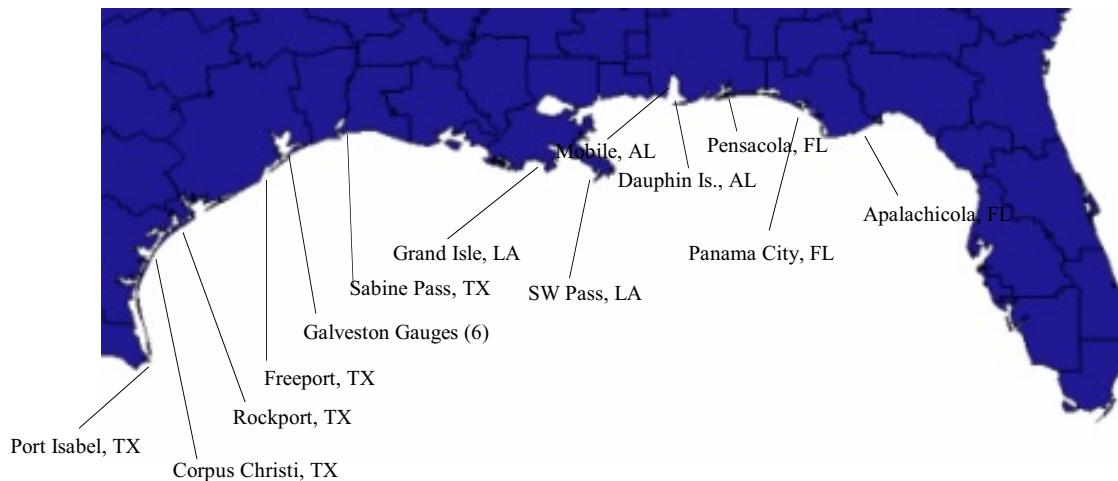 Mobile, AL
Pensacola, FL
Dauphin Is., AL
Apalachicola, FL
Grand Isle, LA
Panama City, FL
Sabine Pass, TX
SW Pass, LA
Galveston Gauges (6)
Freeport, TX
Rockport, TX
Port Isabel, TX
Corpus Christi, TX